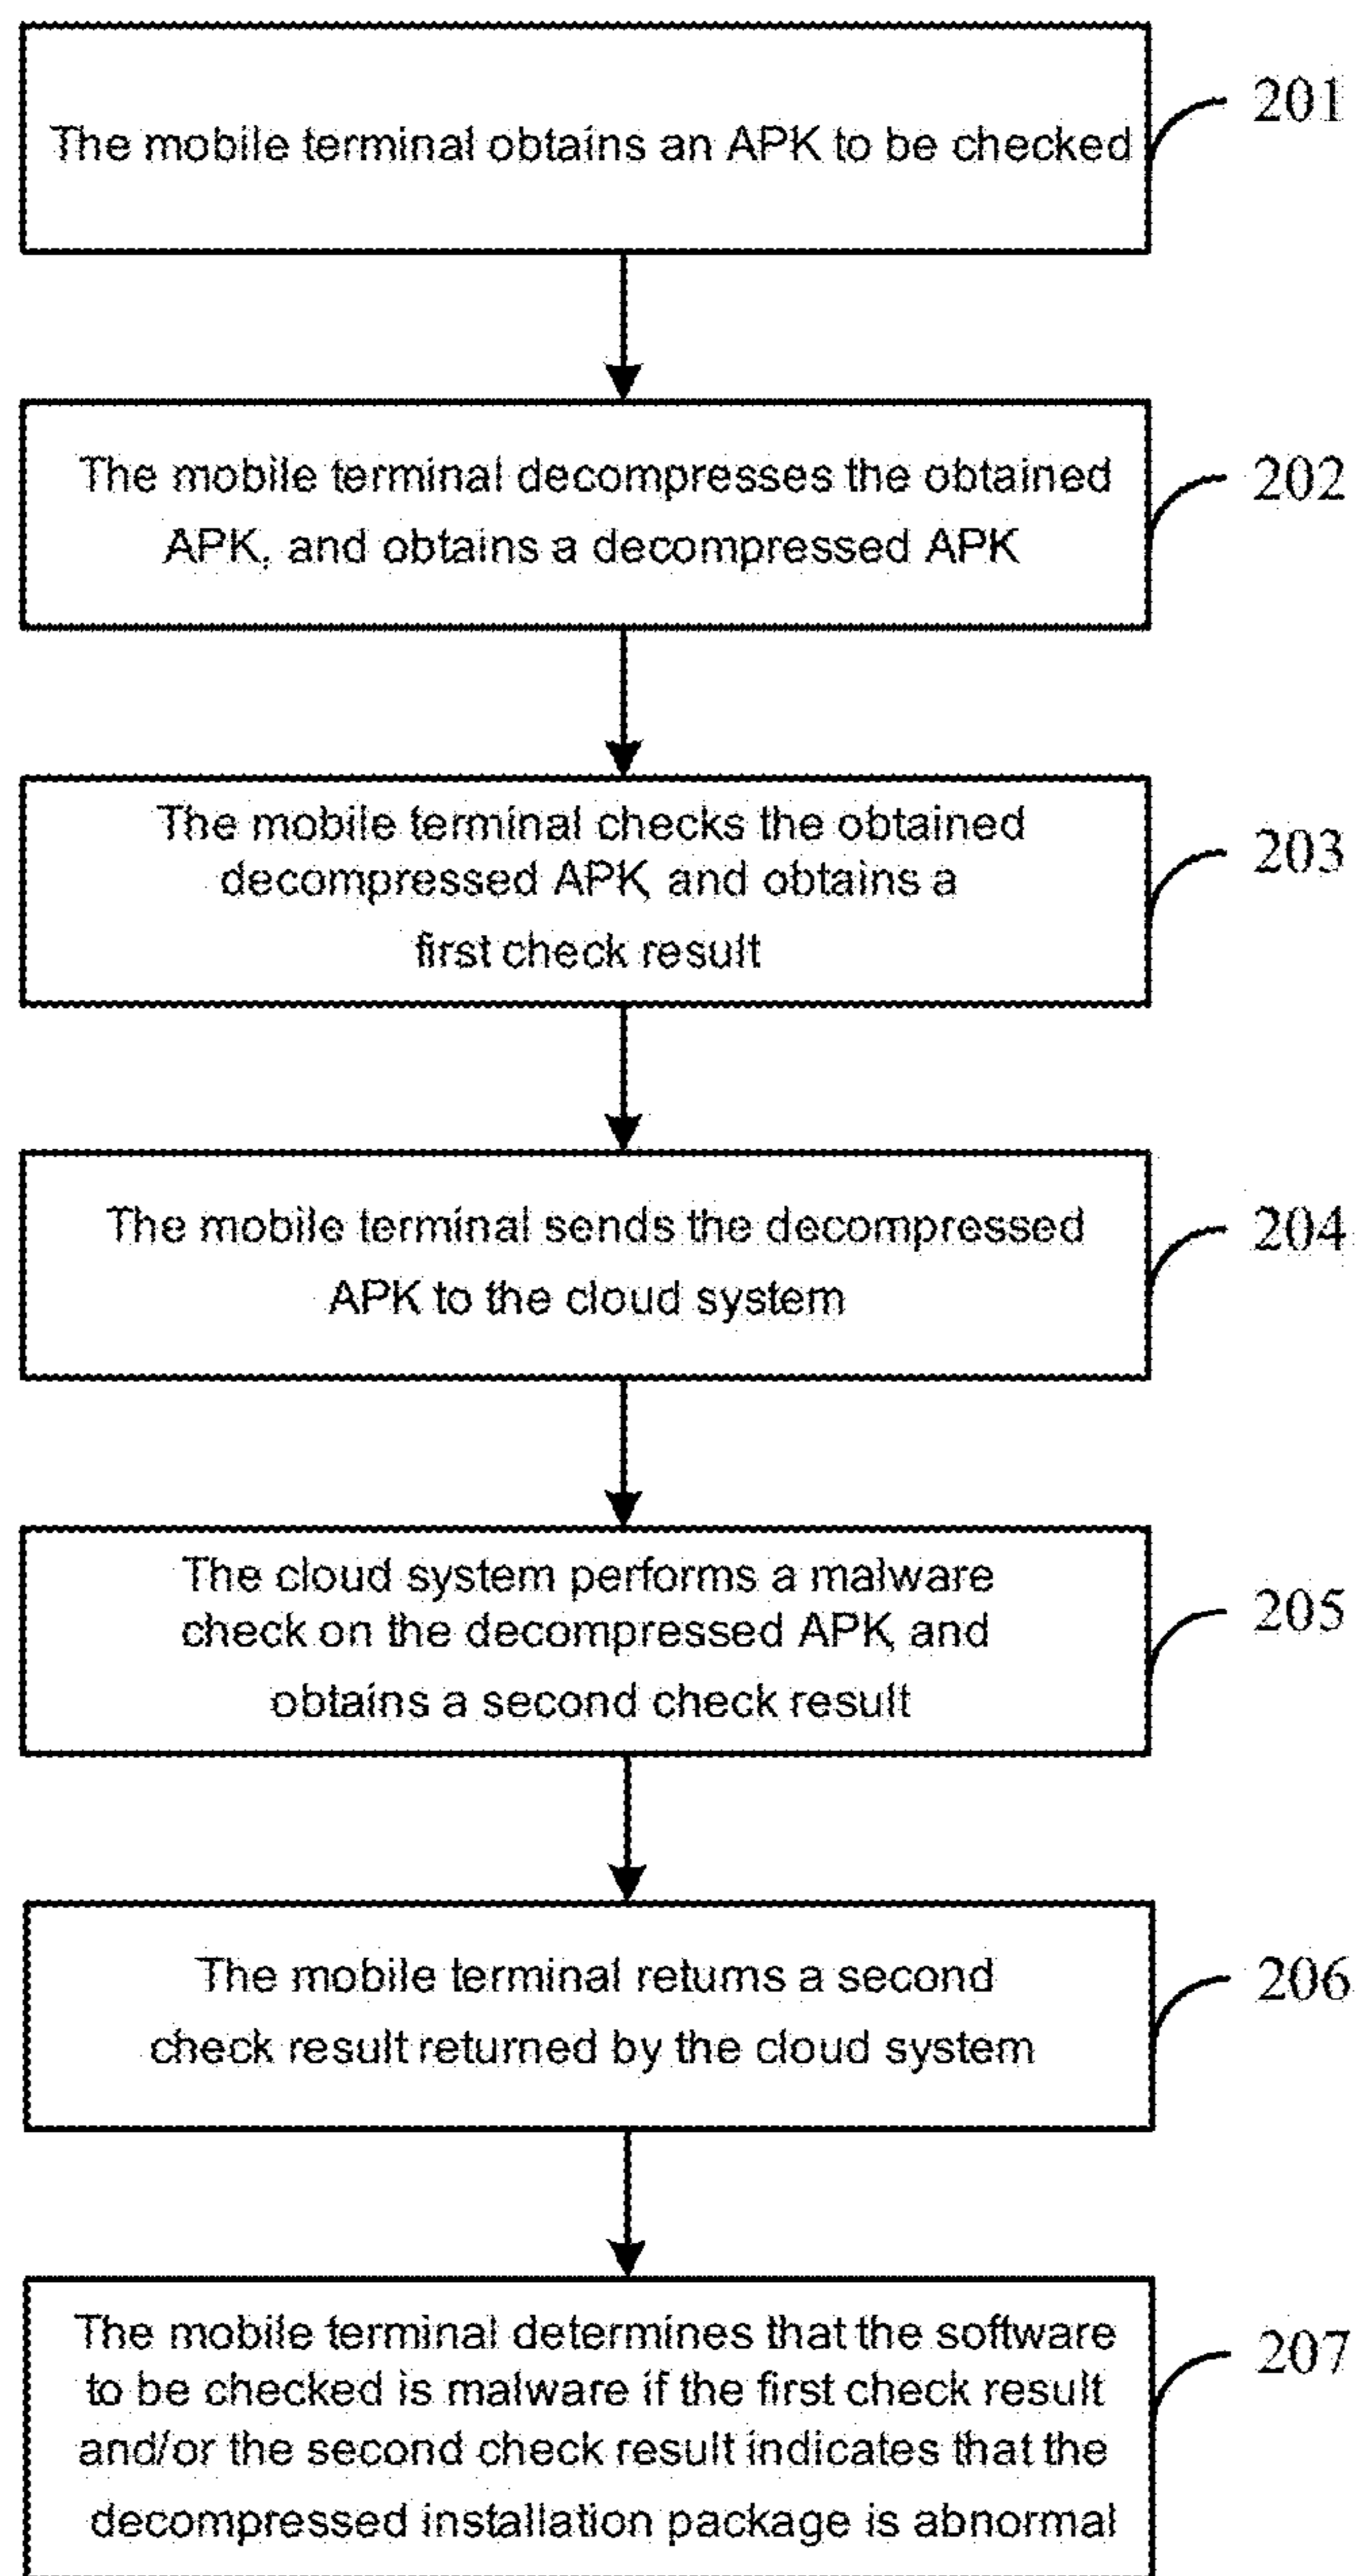 The mobile terminal obtains an APK to be checked
201
The mobile terminal decompresses the obtained
APK, and obtains a decompressed APK
202
The mobile terminal checks the obtained
decompressed APK, and obtains a
first check result
203
The mobile terminal sends the decompressed
APK to the cloud system
204
The cloud system performs a malware
check on the decompressed APK, and
obtains a second check result
205
The mobile terminal returns a second
check result returned by the cloud system
206
The mobile terminal determines that the software
to be checked is malware if the first check result
and/or the second check result indicates that the
decompressed installation package is abnormal
207